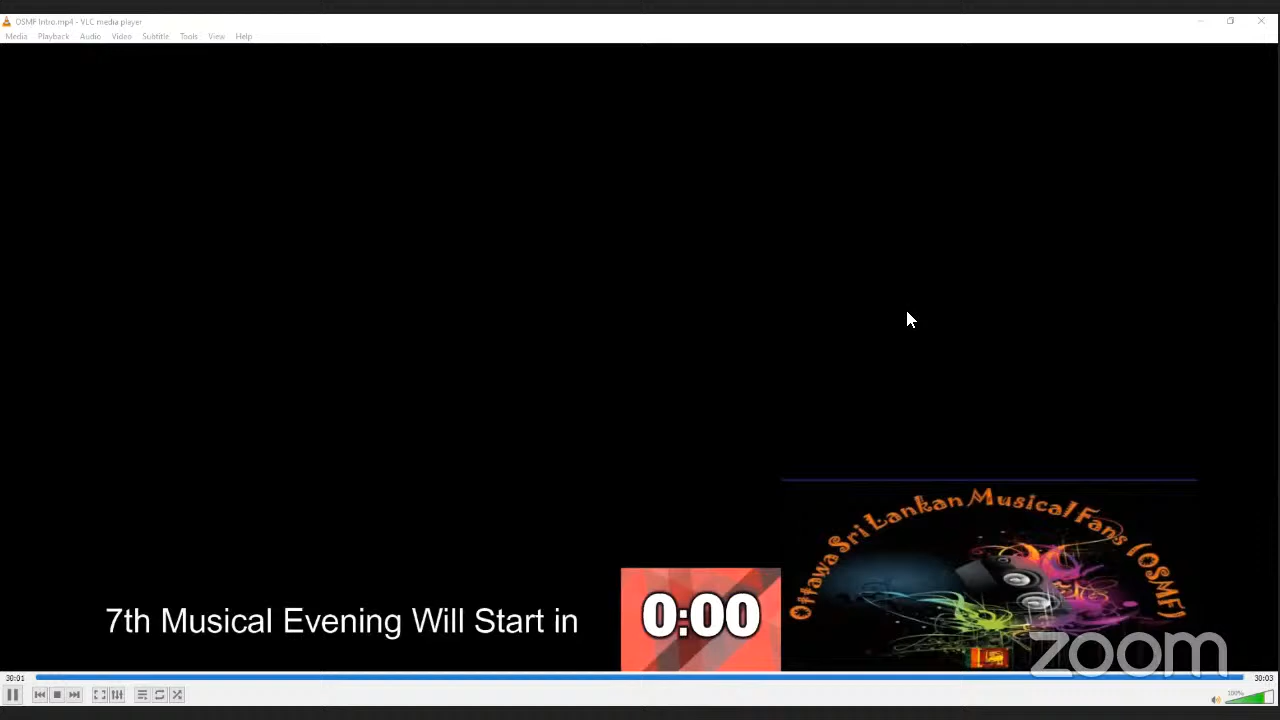 OSMF Intro.mp4 - VLC media player
Media Playback Audio Video Subtitle Tools View Help
Ottawa Sri Lankan Musical Fans (OSMF)
7th Musical Evening Will Start in
0:00
zoom
30:01
30:03
100%